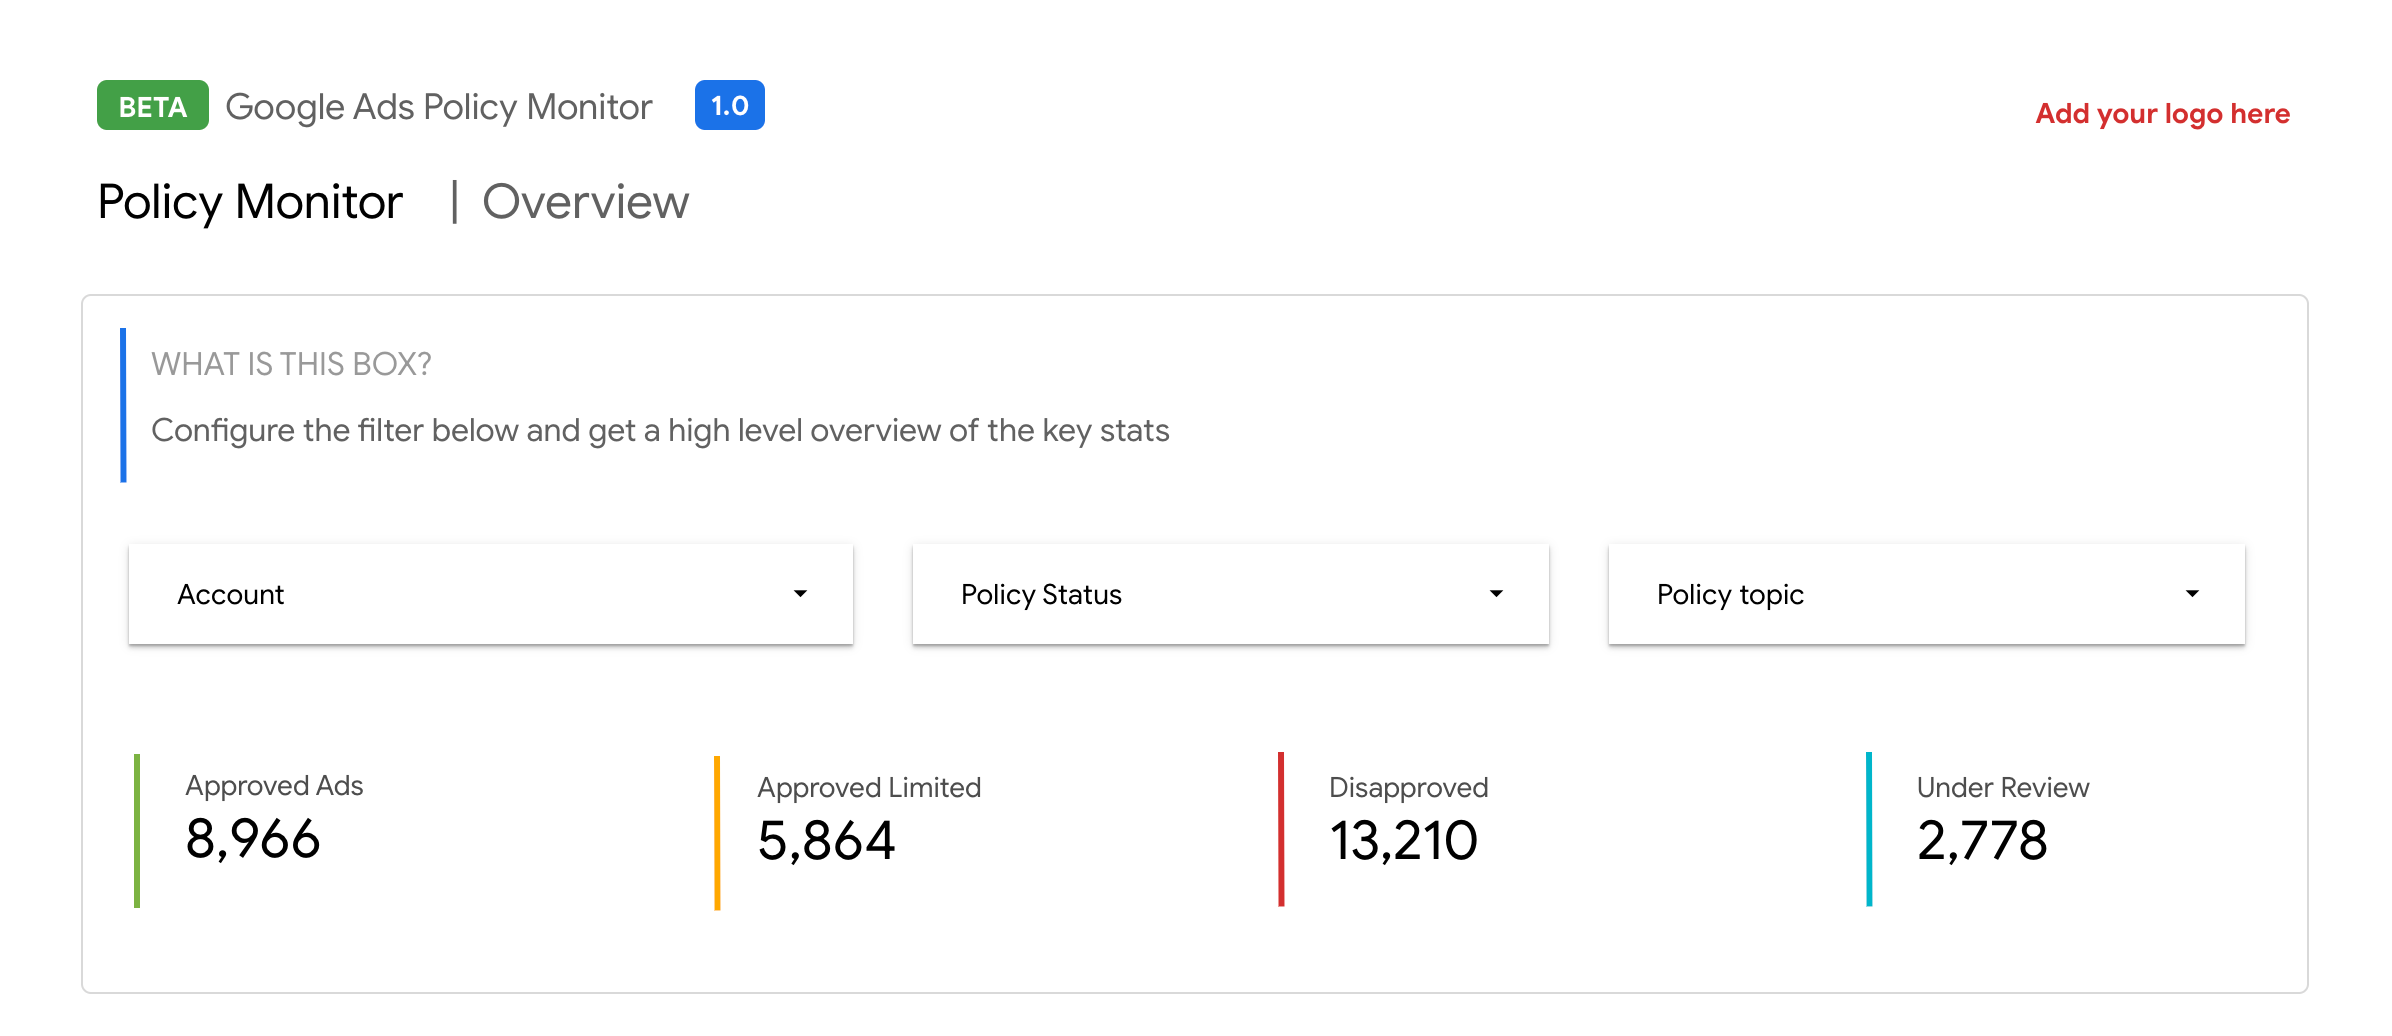 BETA Google Ads Policy Monitor 1.0
Add your logo here
Policy Monitor | Overview
WHAT IS THIS BOX?
Configure the filter below and get a high level overview of the key stats
Account Policy Status Policy topic
Approved Ads Approved Limited Disapproved Under Review
8,966 5,864 13,210 2,778